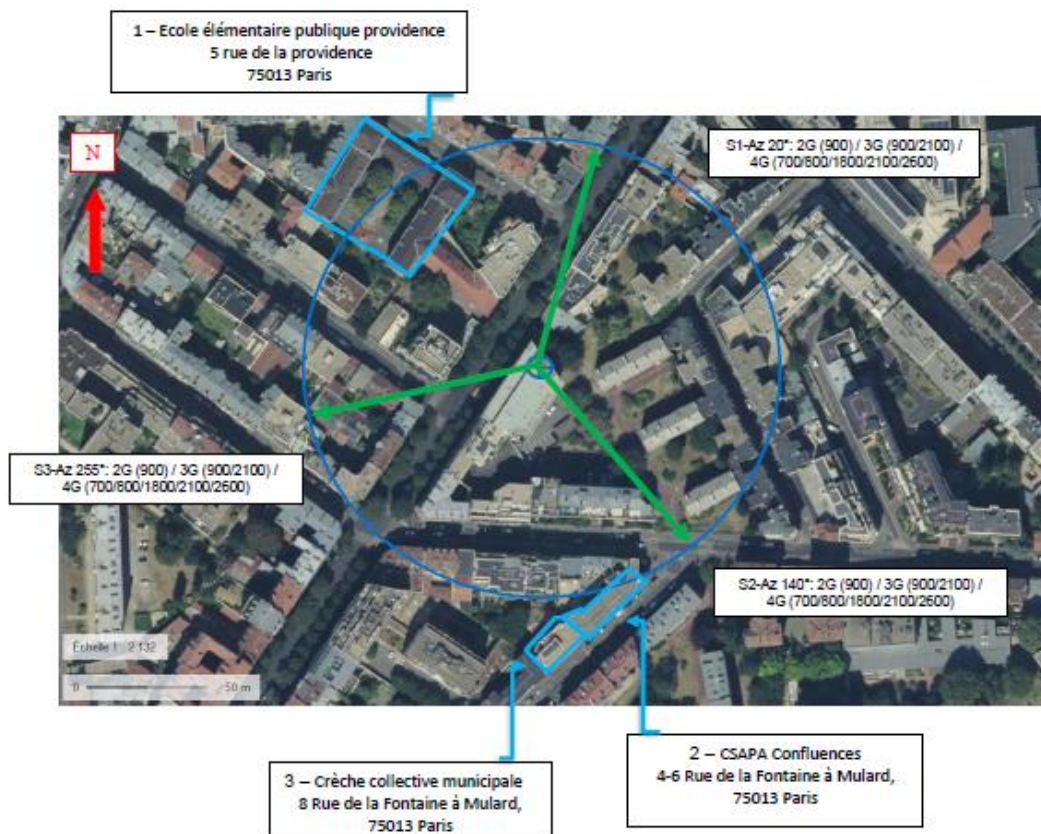 1 – Ecole élémentaire publique providence
5 rue de la providence
75013 Paris
N
S1-Az 20°: 2G (900) / 3G (900/2100) /
4G (700/800/1800/2100/2600)
S3-Az 255°: 2G (900) / 3G (900/2100) /
4G (700/800/1800/2100/2600)
S2-Az 140°: 2G (900) / 3G (900/2100) /
4G (700/800/1800/2100/2600)
Échelle 1 : 2 132
0 50 m
3 – Crèche collective municipale
8 Rue de la Fontaine à Mulard,
75013 Paris
2 – CSAPA Confluences
4-6 Rue de la Fontaine à Mulard,
75013 Paris